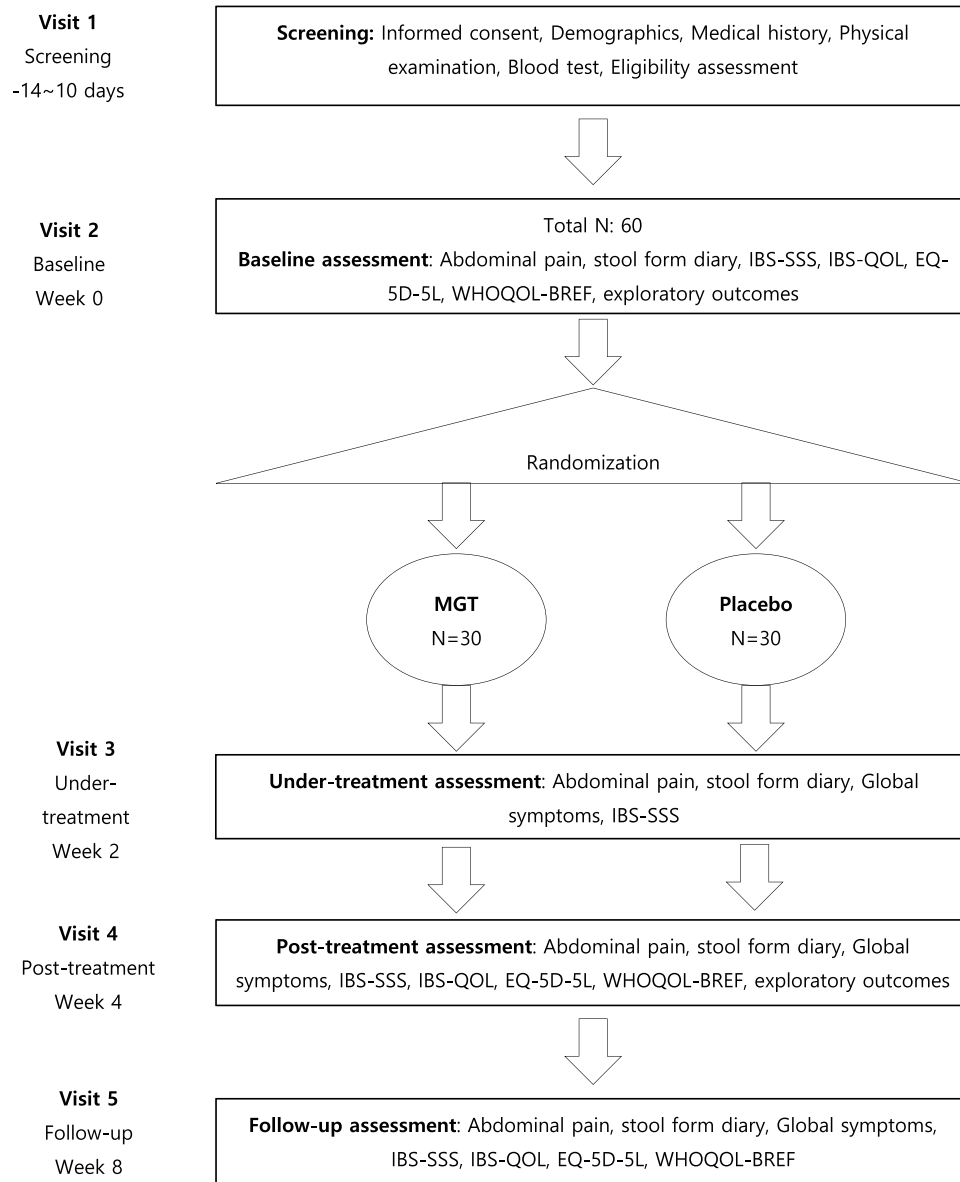 Visit 1
Screening
-14~10 days
Screening: Informed consent, Demographics, Medical history, Physical
examination, Blood test, Eligibility assessment
Visit 2
Baseline
Week 0
Total N: 60
Baseline assessment: Abdominal pain, stool form diary, IBS-SSS, IBS-QOL, EQ-
5D-5L, WHOQOL-BREF, exploratory outcomes
Randomization
MGT
N=30
Placebo
N=30
Visit 3
Under-
treatment
Week 2
Under-treatment assessment: Abdominal pain, stool form diary, Global
symptoms, IBS-SSS
Visit 4
Post-treatment
Week 4
Post-treatment assessment: Abdominal pain, stool form diary, Global
symptoms, IBS-SSS, IBS-QOL, EQ-5D-5L, WHOQOL-BREF, exploratory outcomes
Visit 5
Follow-up
Week 8
Follow-up assessment: Abdominal pain, stool form diary, Global symptoms,
IBS-SSS, IBS-QOL, EQ-5D-5L, WHOQOL-BREF